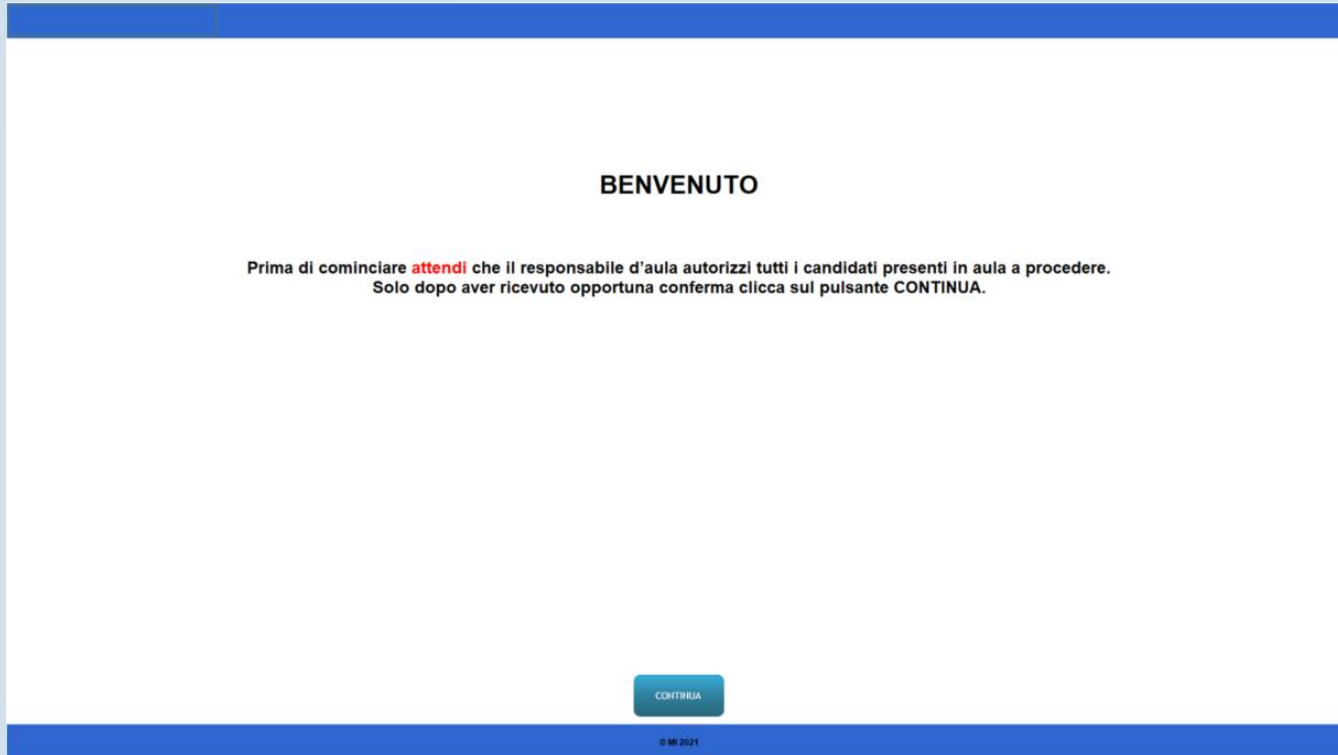 BENVENUTO
Prima di cominciare attendi che il responsabile d’aula autorizzi tutti i candidati presenti in aula a procedere.
Solo dopo aver ricevuto opportuna conferma clicca sul pulsante CONTINUA.
CONTINUA
© MI 2021